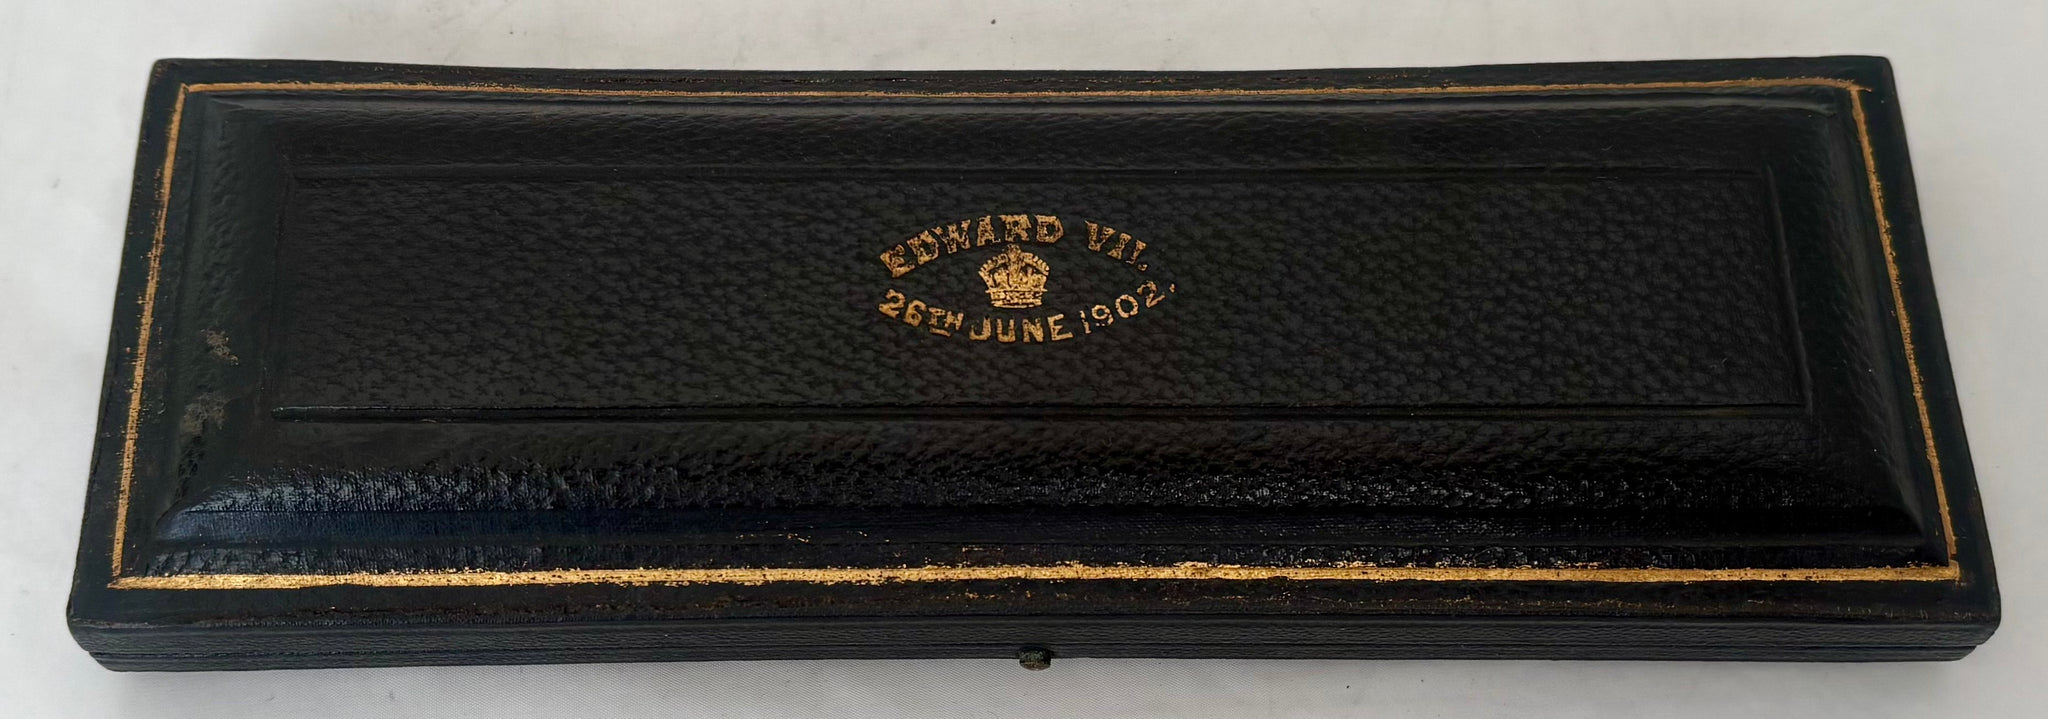 EDWARD VII.
26TH JUNE 1902.